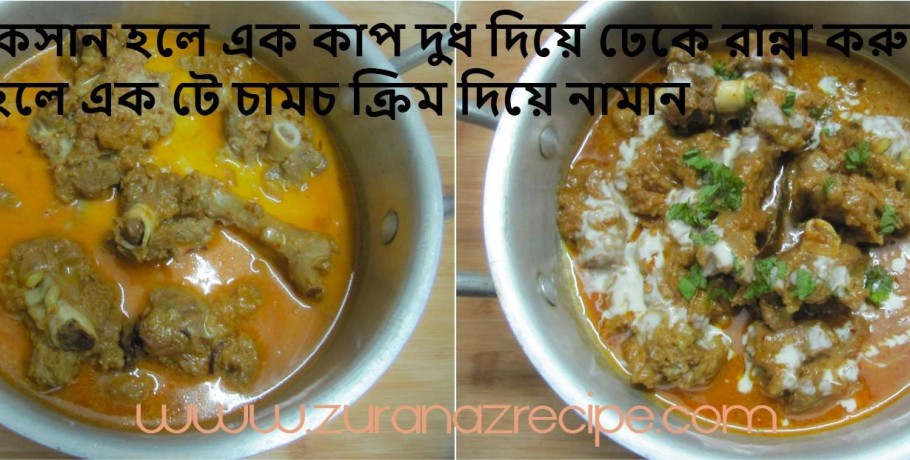 কসান হলে এক কাপ দুধ দিয়ে ঢেকে রান্না করু
হলে এক টে চামচ ক্রিম দিয়ে নামান
www.zuranazrecipe.com